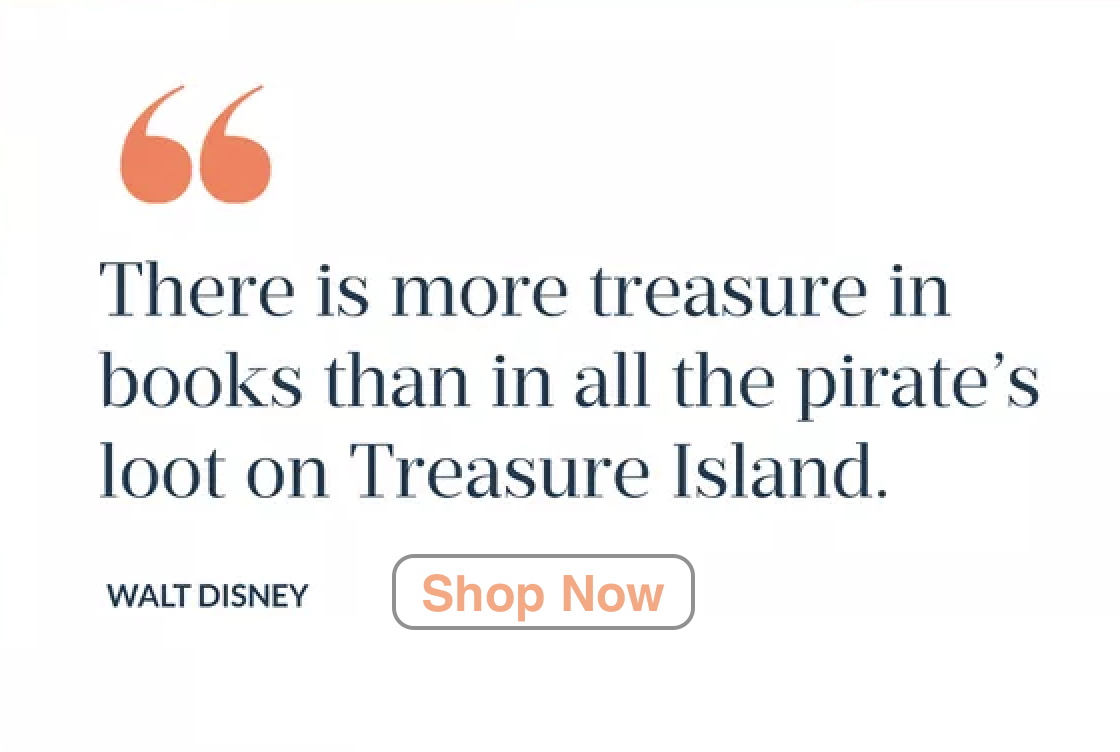 “
There is more treasure in
books than in all the pirate’s
loot on Treasure Island.
WALT DISNEY
Shop Now